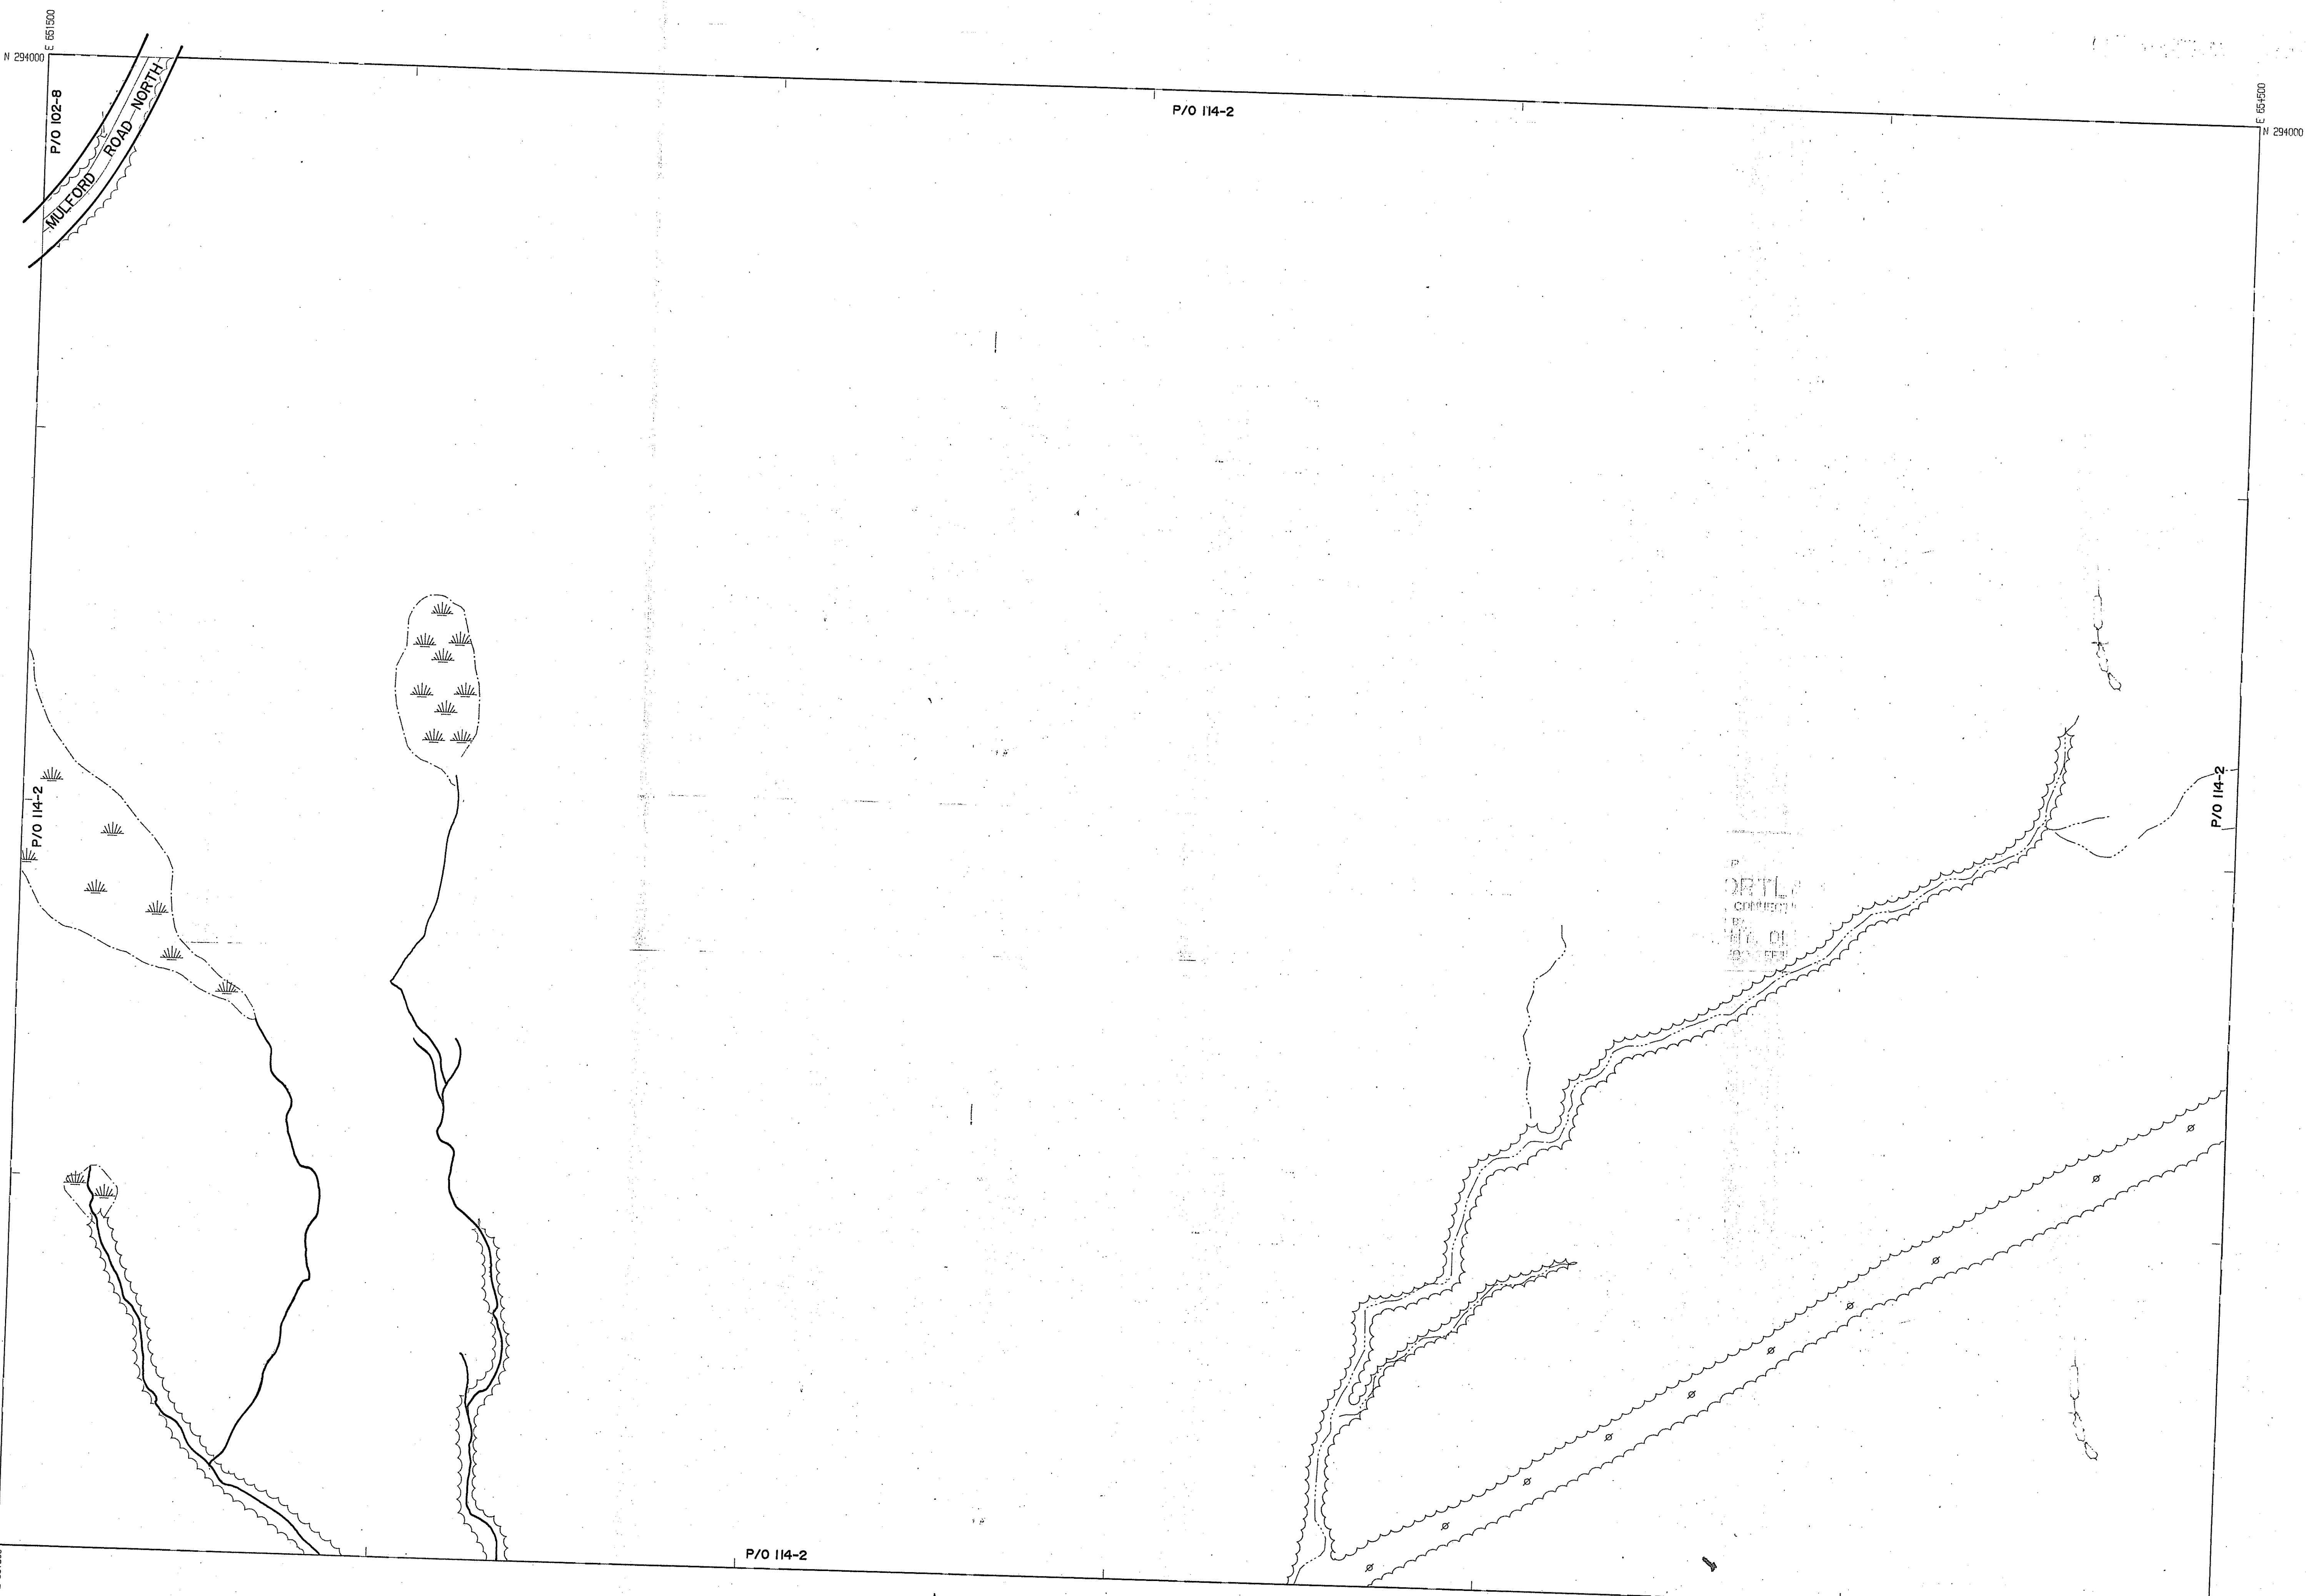 E 651500
N 294000
P/O 102-8
MULFORD ROAD NORTH
P/O 114-2
E 654500
N 294000
P/O 114-2
P/O 114-2
P/O 114-2